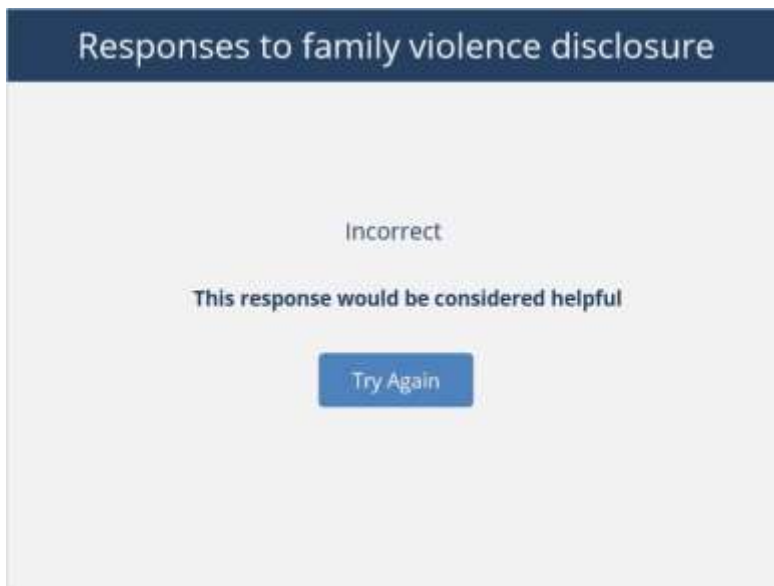 Responses to family violence disclosure
Incorrect
This response would be considered helpful
Try Again